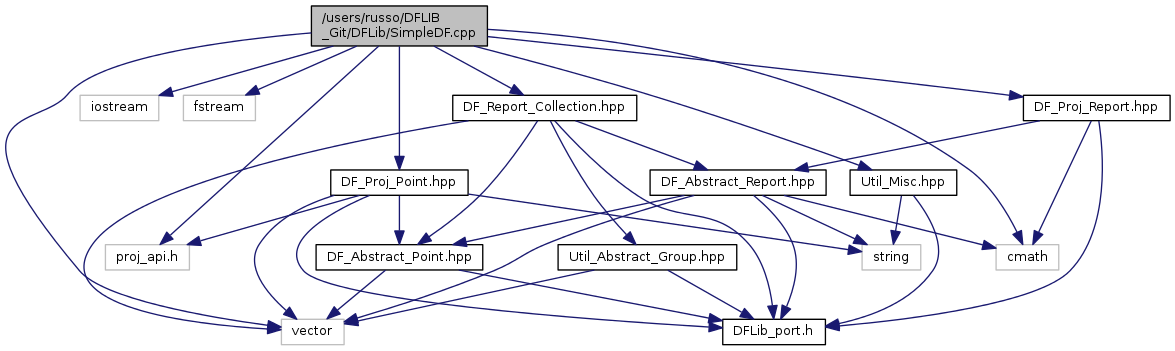 /users/russo/DFLIB
_Git/DFLib/SimpleDF.cpp
iostream
fstream
DF_Report_Collection.hpp
DF_Proj_Report.hpp
DF_Proj_Point.hpp
DF_Abstract_Report.hpp
Util_Misc.hpp
proj_api.h
DF_Abstract_Point.hpp
Util_Abstract_Group.hpp
string
cmath
vector
DFLib_port.h